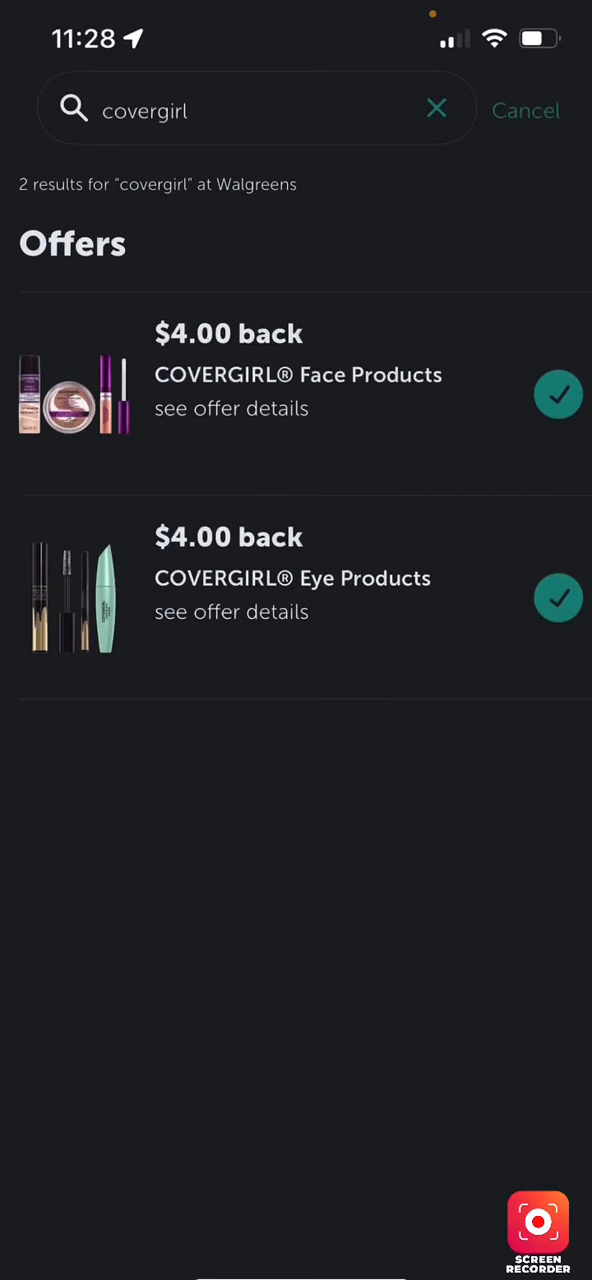 11:28
covergirl
Cancel
2 results for “covergirl” at Walgreens
Offers
$4.00 back
COVERGIRL® Face Products
see offer details
$4.00 back
COVERGIRL® Eye Products
see offer details
SCREEN
RECORDER